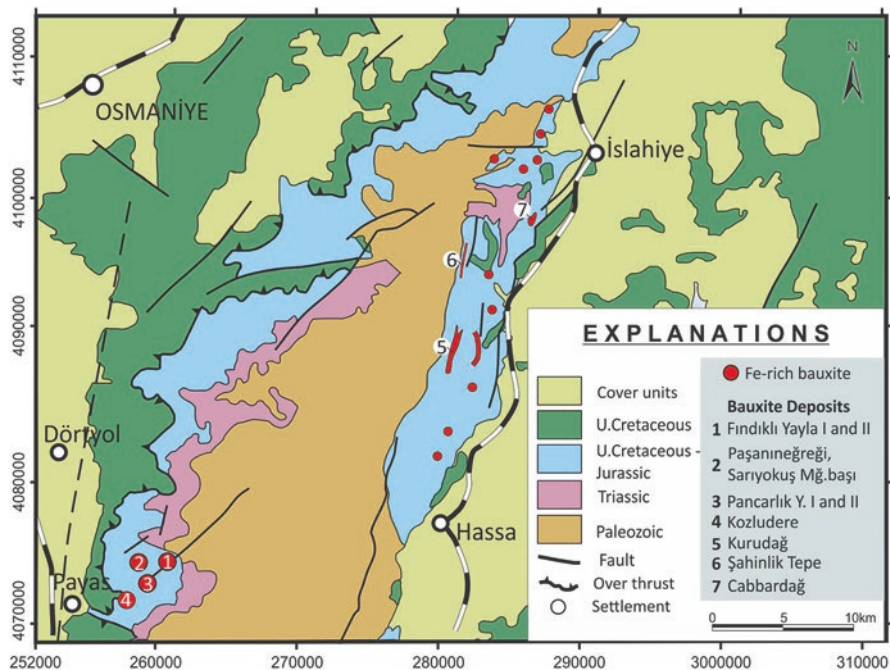 4110000
4100000
4090000
4080000
4070000
N
OSMANİYE
İslahiye
Dörtyol
Payas
Hassa
7
6
5
2
1
3
4
EXPLANATIONS
Cover units
U.Cretaceous
U.Cretaceous -
Jurassic
Triassic
Paleozoic
Fault
Over thrust
Settlement
Fe-rich bauxite
Bauxite Deposits
1 Fındıklı Yayla I and II
2 Paşanıneğreği,
Sarıyokuş Mğ.başı
3 Pancarlık Y. I and II
4 Kozludere
5 Kurudağ
6 Şahinlik Tepe
7 Cabbardağ
0 5 10km
252000 260000 270000 280000 290000 300000 310000